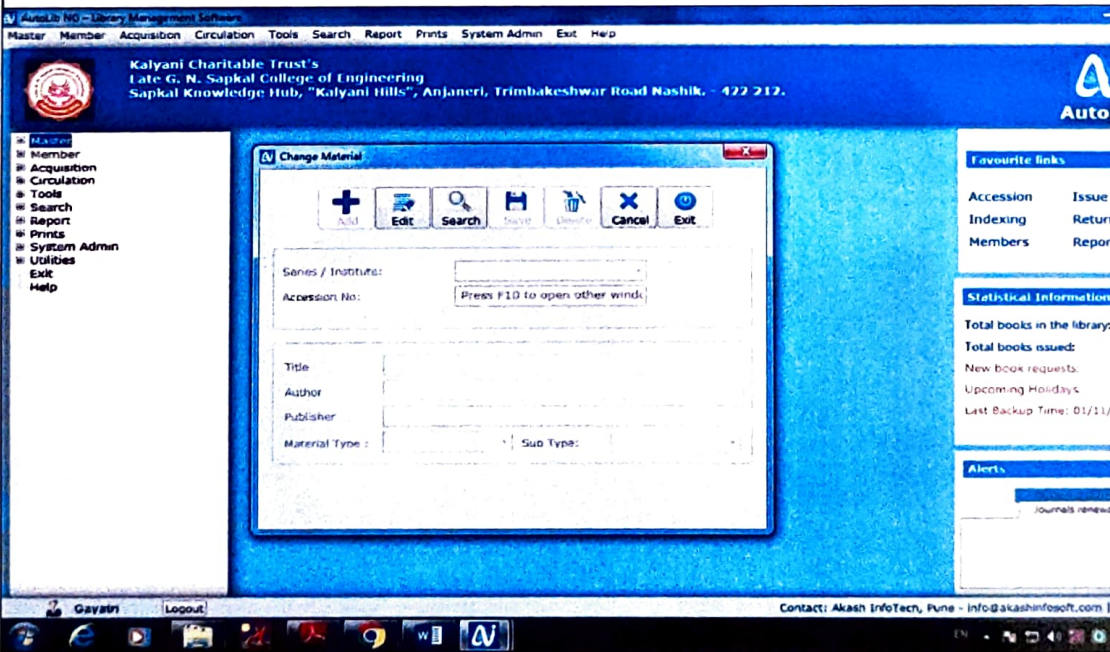 AutoLib NG - Library Management Software
Master Member Acquisition Circulation Tools Search Report Prints System Admin Exit Help
Kalyani Charitable Trust's
Late G. N. Sapkal College of Engineering
Sapkal Knowledge Hub, "Kalyani Hills", Anjaneri, Trimbakeshwar Road Nashik. - 422 212.
Auto
Master
Member
Acquisition
Circulation
Tools
Search
Report
Prints
System Admin
Utilities
Exit
Help
Change Material
Add Edit Search Save Delete Cancel Exit
Series / Institute:
Accession No: Press F10 to open other wind
Title
Author
Publisher
Material Type : Sub Type:
Favourite links
Accession Issue
Indexing Retur
Members Repor
Statistical Information
Total books in the library:
Total books issued:
New book requests:
Upcoming Holidays
Last Backup Time: 01/11/
Alerts
Journals renewa
Gayatri Logout
Contact: Akash InfoTech, Pune - info@akashinfosoft.com |
EN